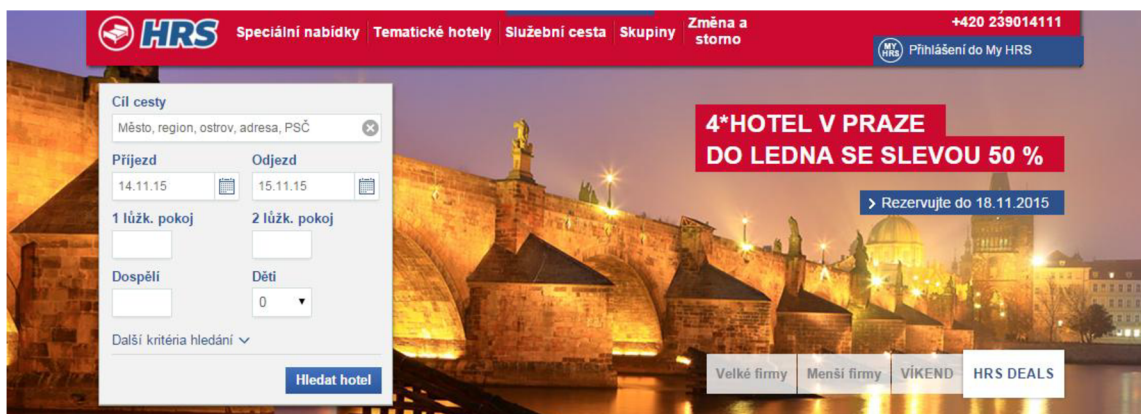 HRS
Speciální nabídky Tematické hotely Služební cesta Skupiny Změna a storno
+420 239014111
MY HRS Přihlášení do My HRS
Cíl cesty
Město, region, ostrov, adresa, PSČ
Příjezd Odjezd
14.11.15 15.11.15
1 lůžk. pokoj 2 lůžk. pokoj
Dospělí Děti
0
Další kritéria hledání
Hledat hotel
4*HOTEL V PRAZE
DO LEDNA SE SLEVOU 50 %
Rezervujte do 18.11.2015
Velké firmy Menší firmy VÍKEND HRS DEALS